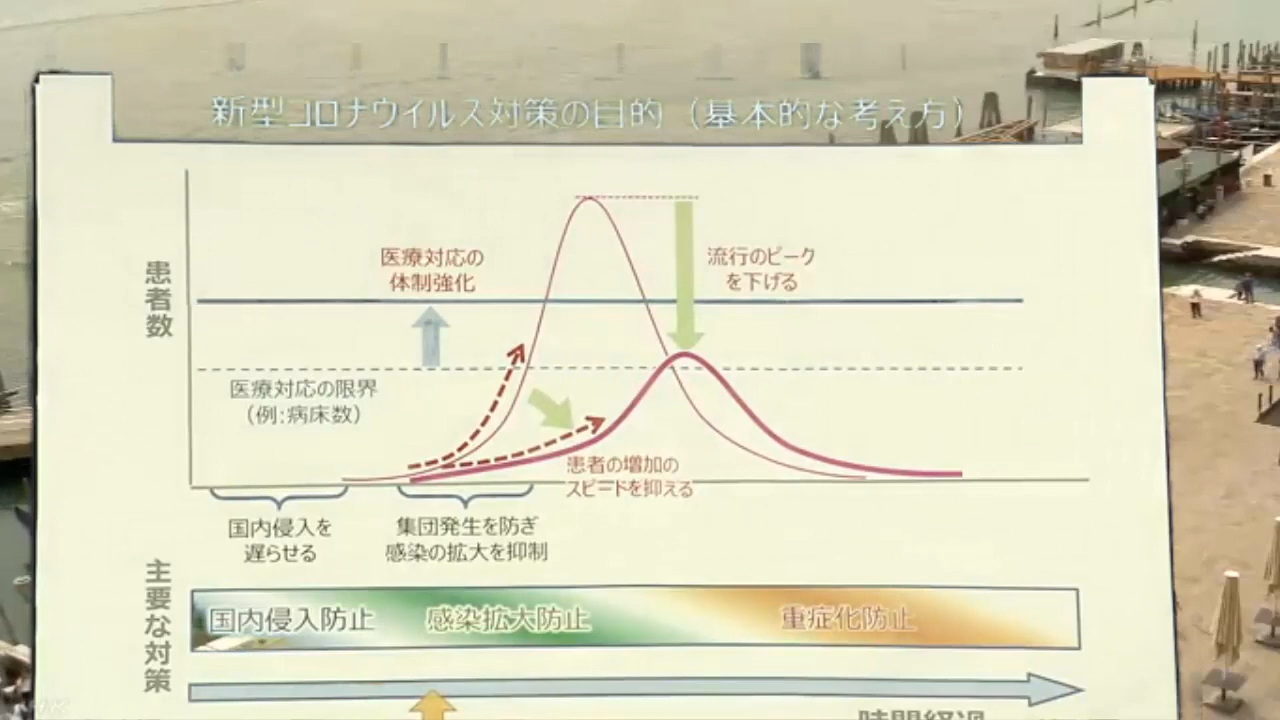 新型コロナウイルス対策の目的（基本的な考え方）
患者数
医療対応の
体制強化
流行のピーク
を下げる
医療対応の限界
（例:病床数）
患者の増加の
スピードを抑える
国内侵入を
遅らせる
集団発生を防ぎ
感染の拡大を抑制
主要な対策
国内侵入防止
感染拡大防止
重症化防止
時間経過
NHK